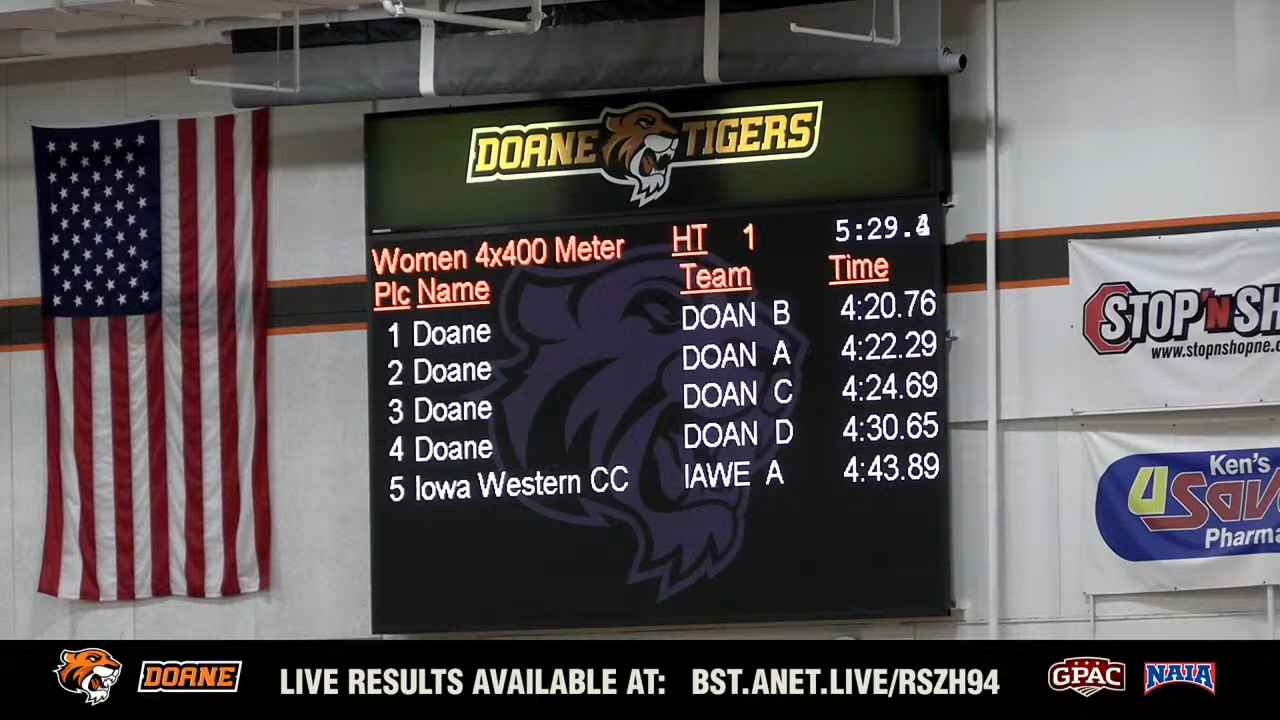 DOANE TIGERS
Women 4x400 Meter HT 1 5:29.
Plc Name Team Time
1 Doane DOAN B 4:20.76
2 Doane DOAN A 4:22.29
3 Doane DOAN C 4:24.69
4 Doane DOAN D 4:30.65
5 Iowa Western CC IAWE A 4:43.89
STOP'N SH
www.stopnshopne.c
Ken's
U Sav
Pharma
DOANE LIVE RESULTS AVAILABLE AT: BST.ANET.LIVE/RSZH94 GPAC NAIA